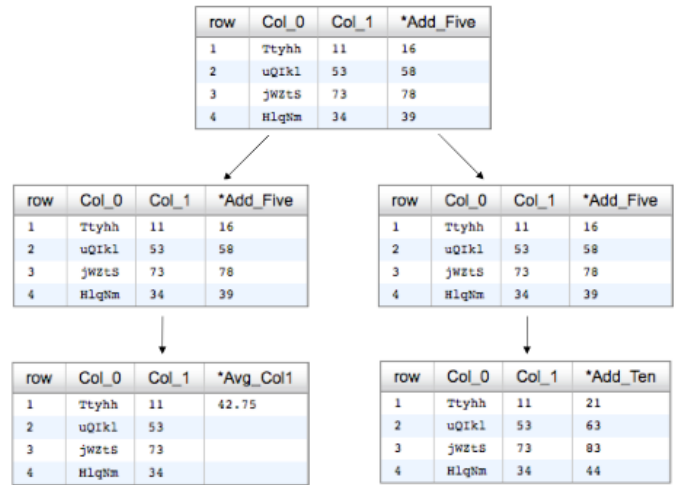 row Col_0 Col_1 *Add_Five
1 Ttyhh 11 16
2 uQIkl 53 58
3 jWZtS 73 78
4 HlqNm 34 39
row Col_0 Col_1 *Add_Five
1 Ttyhh 11 16
2 uQIkl 53 58
3 jWZtS 73 78
4 HlqNm 34 39
row Col_0 Col_1 *Add_Five
1 Ttyhh 11 16
2 uQIkl 53 58
3 jWZtS 73 78
4 HlqNm 34 39
row Col_0 Col_1 *Avg_Col1
1 Ttyhh 11 42.75
2 uQIkl 53
3 jWZtS 73
4 HlqNm 34
row Col_0 Col_1 *Add_Ten
1 Ttyhh 11 21
2 uQIkl 53 63
3 jWZtS 73 83
4 HlqNm 34 44